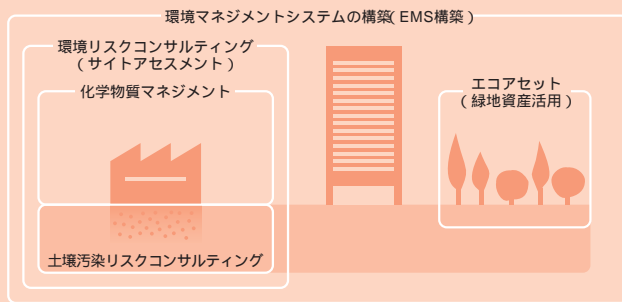 環境マネジメントシステムの構築（EMS構築）
環境リスクコンサルティング
（サイトアセスメント）
化学物質マネジメント
エコアセット
（緑地資産活用）
土壌汚染リスクコンサルティング